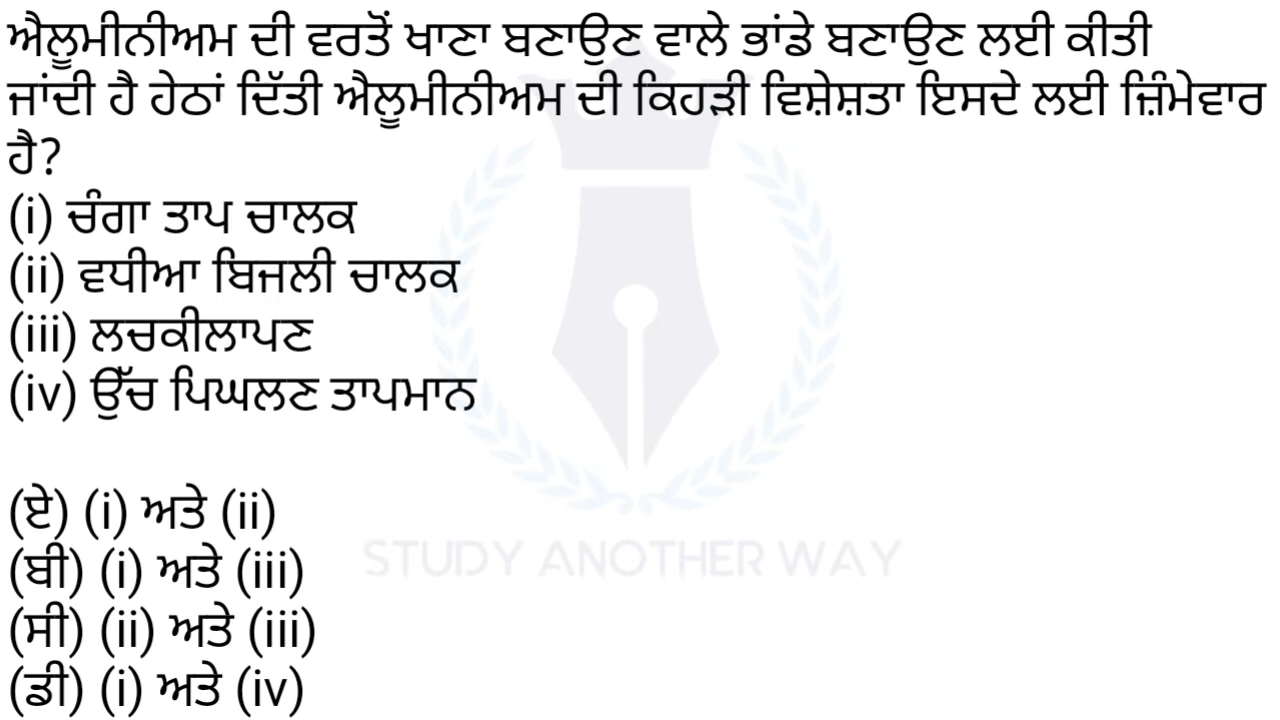 ਐਲੂਮੀਨੀਅਮ ਦੀ ਵਰਤੋਂ ਖਾਣਾ ਬਣਾਉਣ ਵਾਲੇ ਭਾਂਡੇ ਬਣਾਉਣ ਲਈ ਕੀਤੀ
ਜਾਂਦੀ ਹੈ ਹੇਠਾਂ ਦਿੱਤੀ ਐਲੂਮੀਨੀਅਮ ਦੀ ਕਿਹੜੀ ਵਿਸ਼ੇਸ਼ਤਾ ਇਸਦੇ ਲਈ ਜ਼ਿੰਮੇਵਾਰ
ਹੈ?
(i) ਚੰਗਾ ਤਾਪ ਚਾਲਕ
(ii) ਵਧੀਆ ਬਿਜਲੀ ਚਾਲਕ
(iii) ਲਚਕੀਲਾਪਣ
(iv) ਉੱਚ ਪਿਘਲਣ ਤਾਪਮਾਨ
(ਏ) (i) ਅਤੇ (ii)
(ਬੀ) (i) ਅਤੇ (iii)
STUDY ANOTHER WAY
(ਸੀ) (ii) ਅਤੇ (iii)
(ਡੀ) (i) ਅਤੇ (iv)